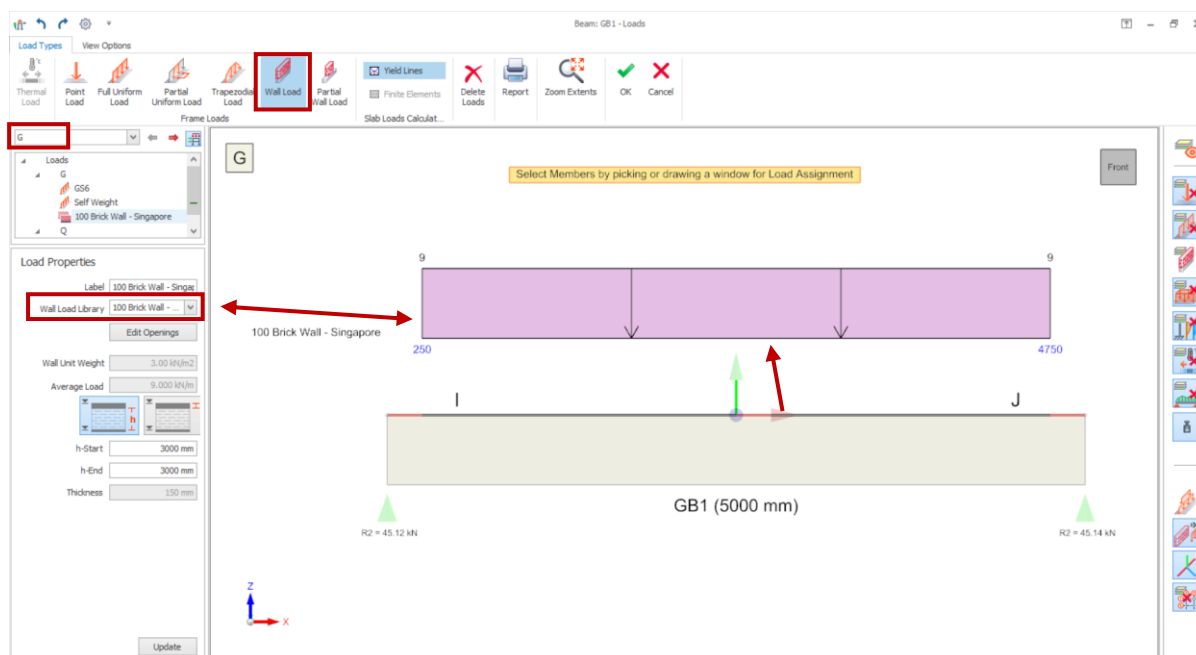 Beam: GB1 - Loads
Load Types
View Options
Thermal Load
Point Load
Full Uniform Load
Partial Uniform Load
Trapezodial Load
Wall Load
Partial Wall Load
Frame Loads
Yield Lines
Finite Elements
Slab Loads Calculat...
Delete Loads
Report
Zoom Extents
OK
Cancel
G
Loads
G
GS6
Self Weight
100 Brick Wall - Singapore
Q
Load Properties
Label
100 Brick Wall - Singap
Wall Load Library
100 Brick Wall - ...
Edit Openings
Wall Unit Weight
3.00 kN/m2
Average Load
9.000 kN/m
h
h-Start
3000 mm
h-End
3000 mm
Thickness
150 mm
Update
G
Select Members by picking or drawing a window for Load Assignment
Front
9
9
100 Brick Wall - Singapore
250
4750
I
J
GB1 (5000 mm)
R2 = 45.12 kN
R2 = 45.14 kN
Z
X